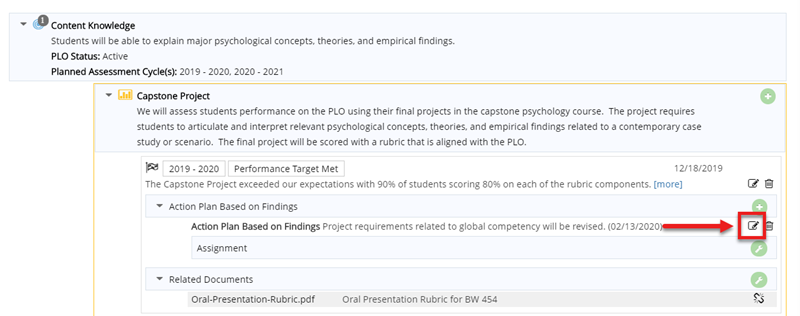 1
Content Knowledge
Students will be able to explain major psychological concepts, theories, and empirical findings.
PLO Status: Active
Planned Assessment Cycle(s): 2019 - 2020, 2020 - 2021
Capstone Project
We will assess students performance on the PLO using their final projects in the capstone psychology course. The project requires
students to articulate and interpret relevant psychological concepts, theories, and empirical findings related to a contemporary case
study or scenario. The final project will be scored with a rubric that is aligned with the PLO.
2019 - 2020 Performance Target Met 12/18/2019
The Capstone Project exceeded our expectations with 90% of students scoring 80% on each of the rubric components. [more]
Action Plan Based on Findings
Action Plan Based on Findings Project requirements related to global competency will be revised. (02/13/2020)
Assignment
Related Documents
Oral-Presentation-Rubric.pdf Oral Presentation Rubric for BW 454